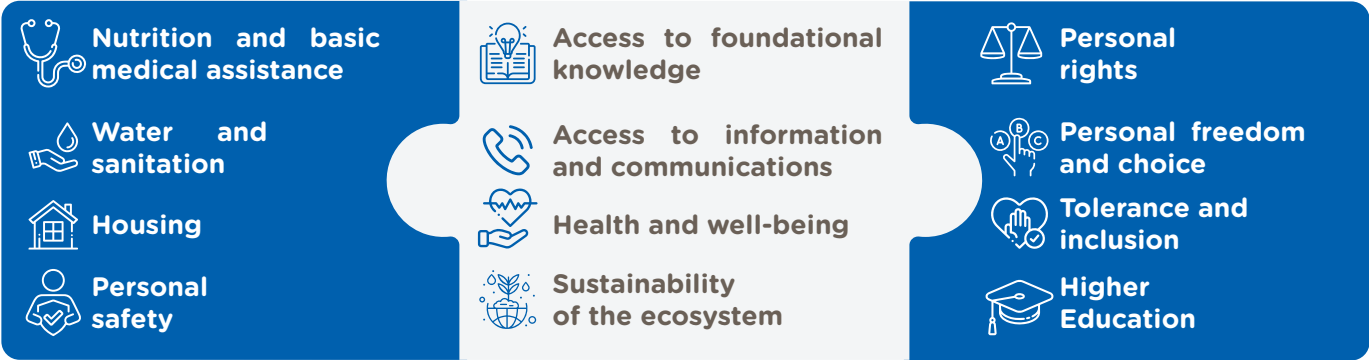 Nutrition and basic
medical assistance
Water and
sanitation
Housing
Personal
safety
Access to foundational
knowledge
Access to information
and communications
Health and well-being
Sustainability
of the ecosystem
Personal
rights
A B C
Personal freedom
and choice
Tolerance and
inclusion
Higher
Education